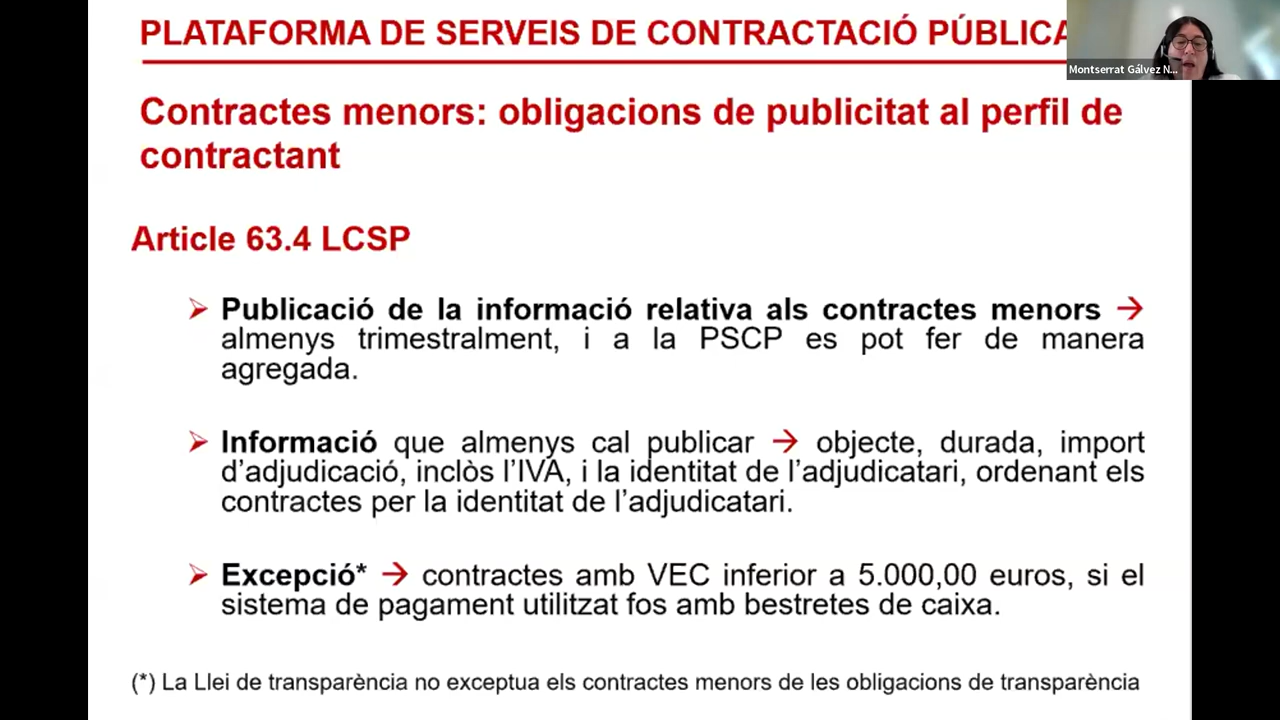 PLATAFORMA DE SERVEIS DE CONTRACTACIÓ PÚBLICA
Montserrat Gálvez N...
Contractes menors: obligacions de publicitat al perfil de
contractant
Article 63.4 LCSP
➢ Publicació de la informació relativa als contractes menors →
almenys trimestralment, i a la PSCP es pot fer de manera
agregada.
➢ Informació que almenys cal publicar → objecte, durada, import
d’adjudicació, inclòs l’IVA, i la identitat de l’adjudicatari, ordenant els
contractes per la identitat de l’adjudicatari.
➢ Excepció* → contractes amb VEC inferior a 5.000,00 euros, si el
sistema de pagament utilitzat fos amb bestretes de caixa.
(*) La Llei de transparència no exceptua els contractes menors de les obligacions de transparència